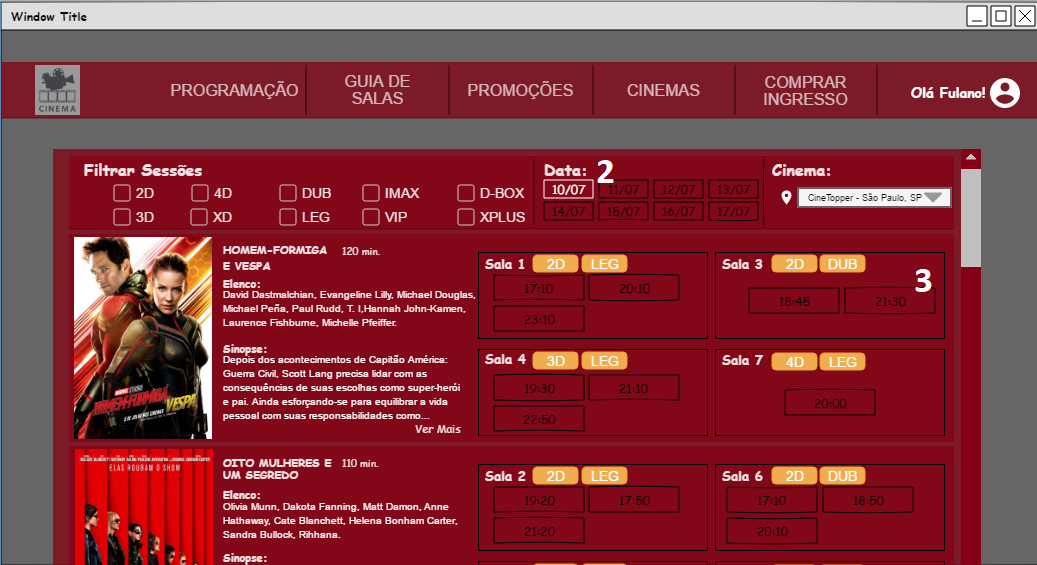 Window Title
CINEMA
PROGRAMAÇÃO
GUIA DE
SALAS
PROMOÇÕES
CINEMAS
COMPRAR
INGRESSO
Olá Fulano!
Filtrar Sessões
2D
4D
DUB
IMAX
D-BOX
3D
XD
LEG
VIP
XPLUS
Data:
2
10/07
11/07
12/07
13/07
14/07
15/07
16/07
17/07
Cinema:
CineTopper - São Paulo, SP
HOMEM-FORMIGA 120 min.
E VESPA
Elenco:
David Dastmalchian, Evangeline Lilly, Michael Douglas,
Michael Peña, Paul Rudd, T. I,Hannah John-Kamen,
Laurence Fishburne, Michelle Pfeiffer.
Sinopse:
Depois dos acontecimentos de Capitão América:
Guerra Civil, Scott Lang precisa lidar com as
consequências de suas escolhas como super-herói
e pai. Ainda esforçando-se para equilibrar a vida
pessoal com suas responsabilidades como...
Ver Mais
MARVEL STUDIOS
HOMEM-FORMIGA
E A VESPA
Sala 1 2D LEG
17:10
20:10
23:10
Sala 3 2D DUB
3
18:45
21:30
Sala 4 3D LEG
19:30
21:10
22:50
Sala 7 4D LEG
20:00
ELAS ROUBAM O SHOW
OITO MULHERES E 110 min.
UM SEGREDO
Elenco:
Olivia Munn, Dakota Fanning, Matt Damon, Anne
Hathaway, Cate Blanchett, Helena Bonham Carter,
Sandra Bullock, Rihhana.
Sinopse:
Sala 2 2D LEG
19:20
17:50
21:20
Sala 6 2D DUB
17:10
18:50
20:10